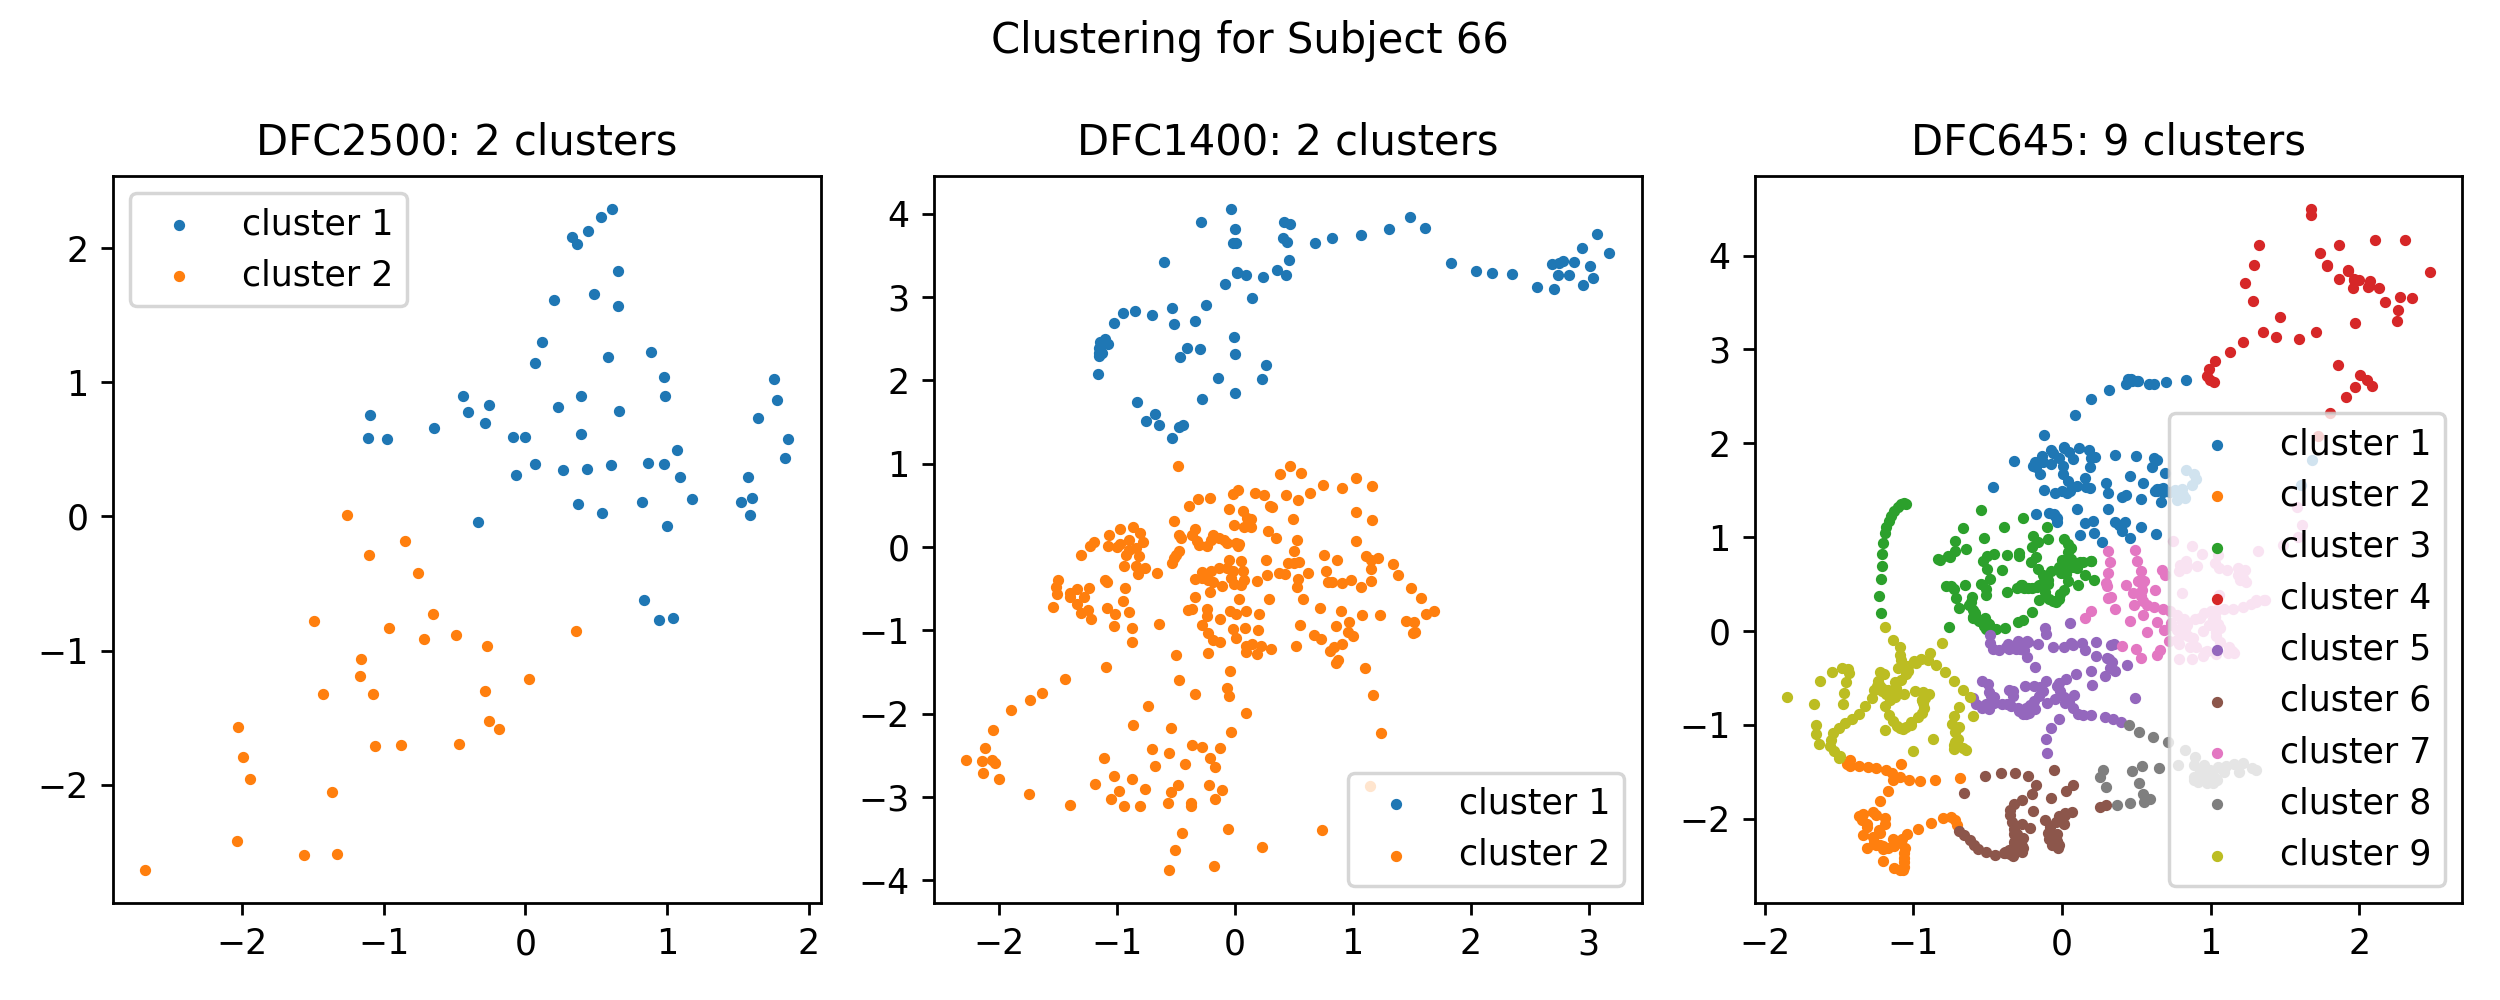 Clustering for Subject 66
DFC2500: 2 clusters
cluster 1
cluster 2
2
1
0
−1
−2
−2
−1
0
1
2
DFC1400: 2 clusters
4
3
2
1
0
−1
−2
−3
−4
cluster 1
cluster 2
−2
−1
0
1
2
3
DFC645: 9 clusters
4
3
2
1
0
−1
−2
cluster 1
cluster 2
cluster 3
cluster 4
cluster 5
cluster 6
cluster 7
cluster 8
cluster 9
−2
−1
0
1
2